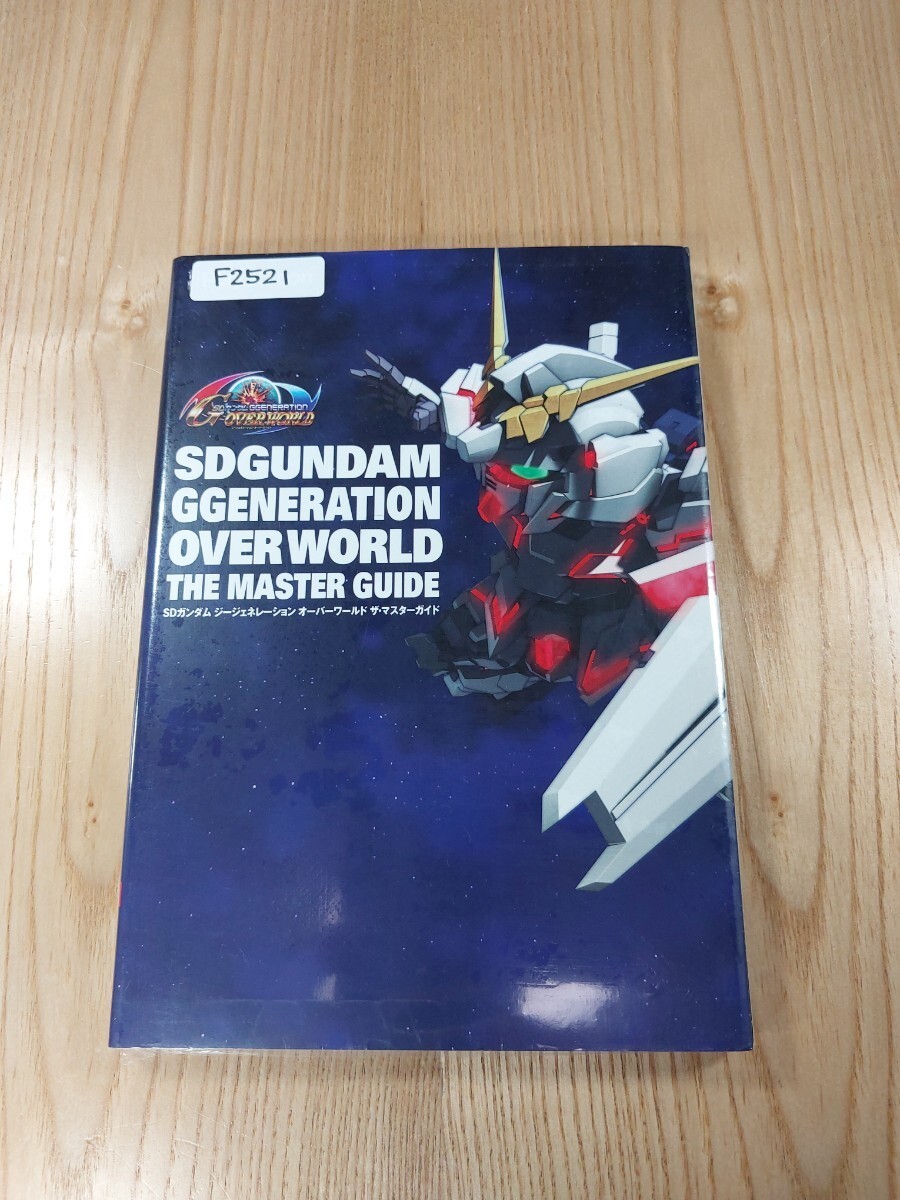 F2521
GGENERATION
OVERWORLD
SDGUNDAM
GGENERATION
OVER WORLD
THE MASTER GUIDE
SDガンダム ジージェネレーション オーバーワールド ザ・マスターガイド